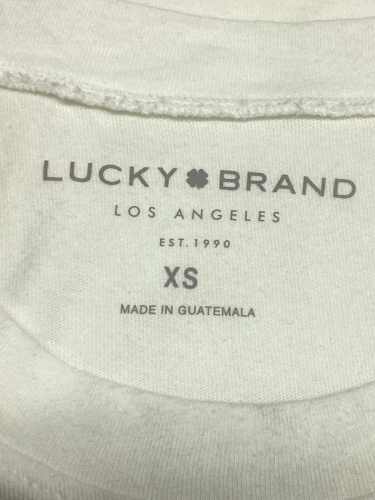 LUCKY BRAND
LOS ANGELES
EST. 1990
XS
MADE IN GUATEMALA